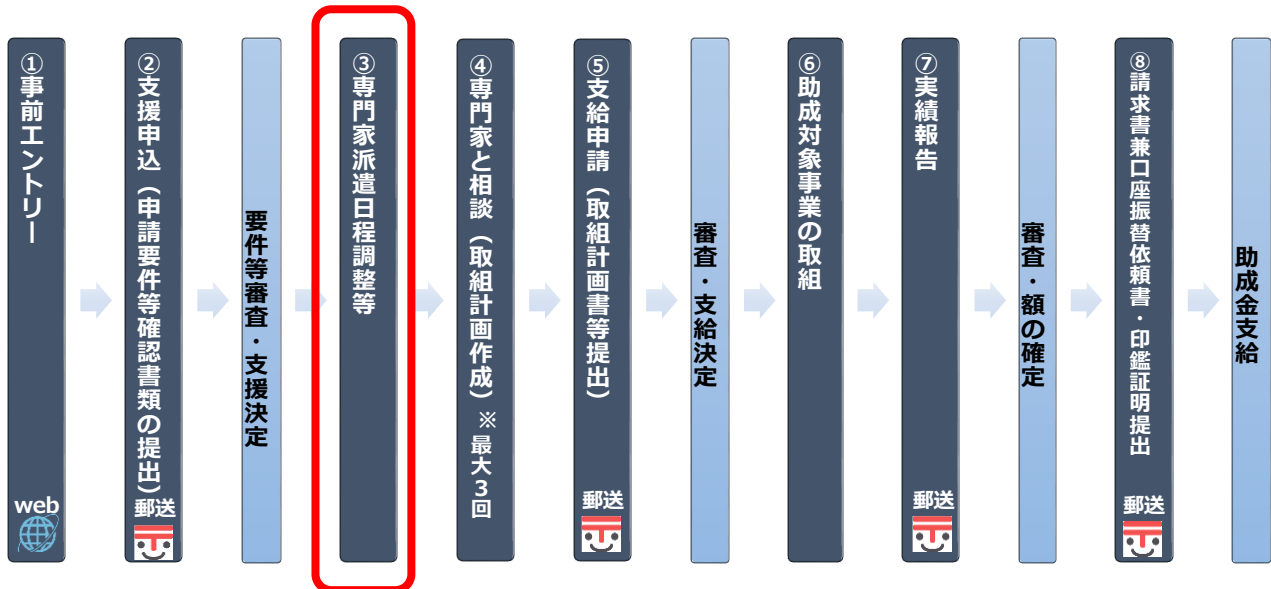 ①事前エントリー
web
②支援申込（申請要件等確認書類の提出）
郵送
要件等審査・支援決定
③専門家派遣日程調整等
④専門家と相談（取組計画作成）※最大3回
⑤支給申請（取組計画書等提出）
郵送
審査・支給決定
⑥助成対象事業の取組
⑦実績報告
郵送
審査・額の確定
⑧請求書兼口座振替依頼書・印鑑証明提出
郵送
助成金支給